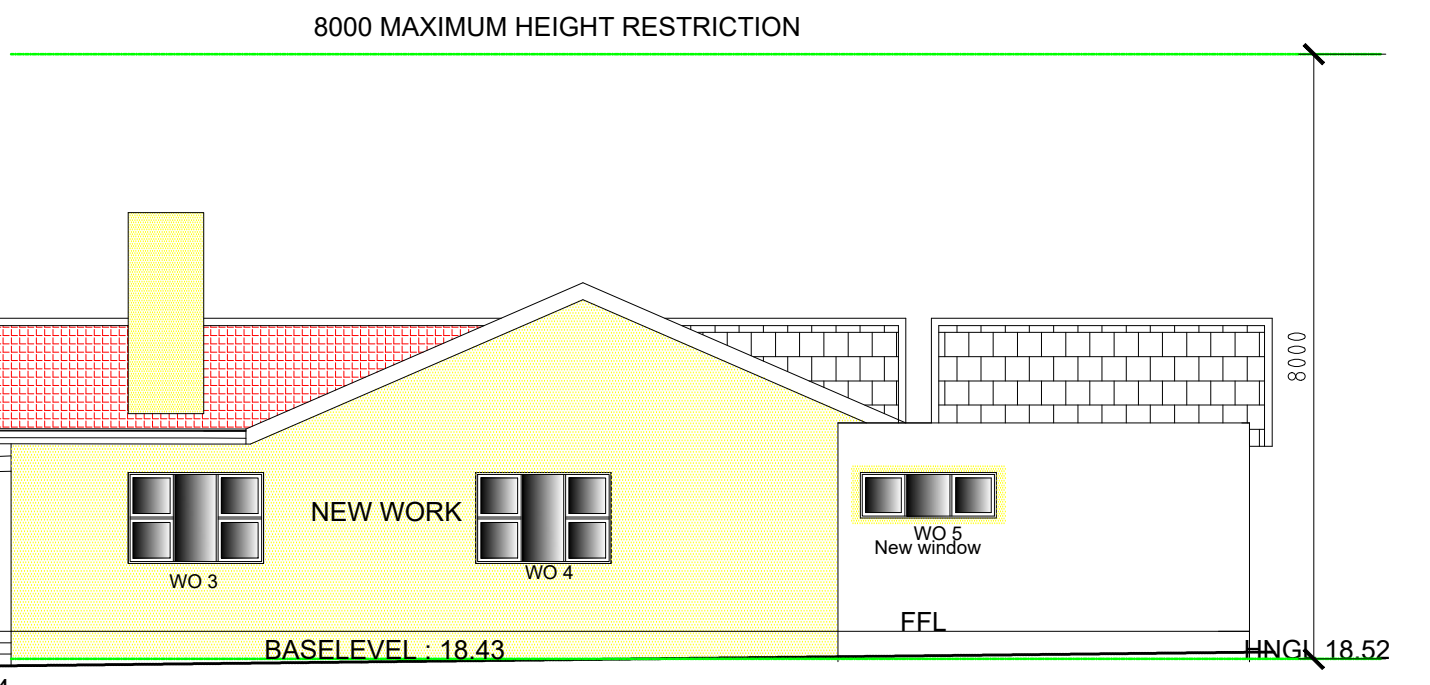 8000 MAXIMUM HEIGHT RESTRICTION
8000
NEW WORK
WO 3
WO 4
WO 5
New window
FFL
BASELEVEL : 18.43
HNGL 18.52